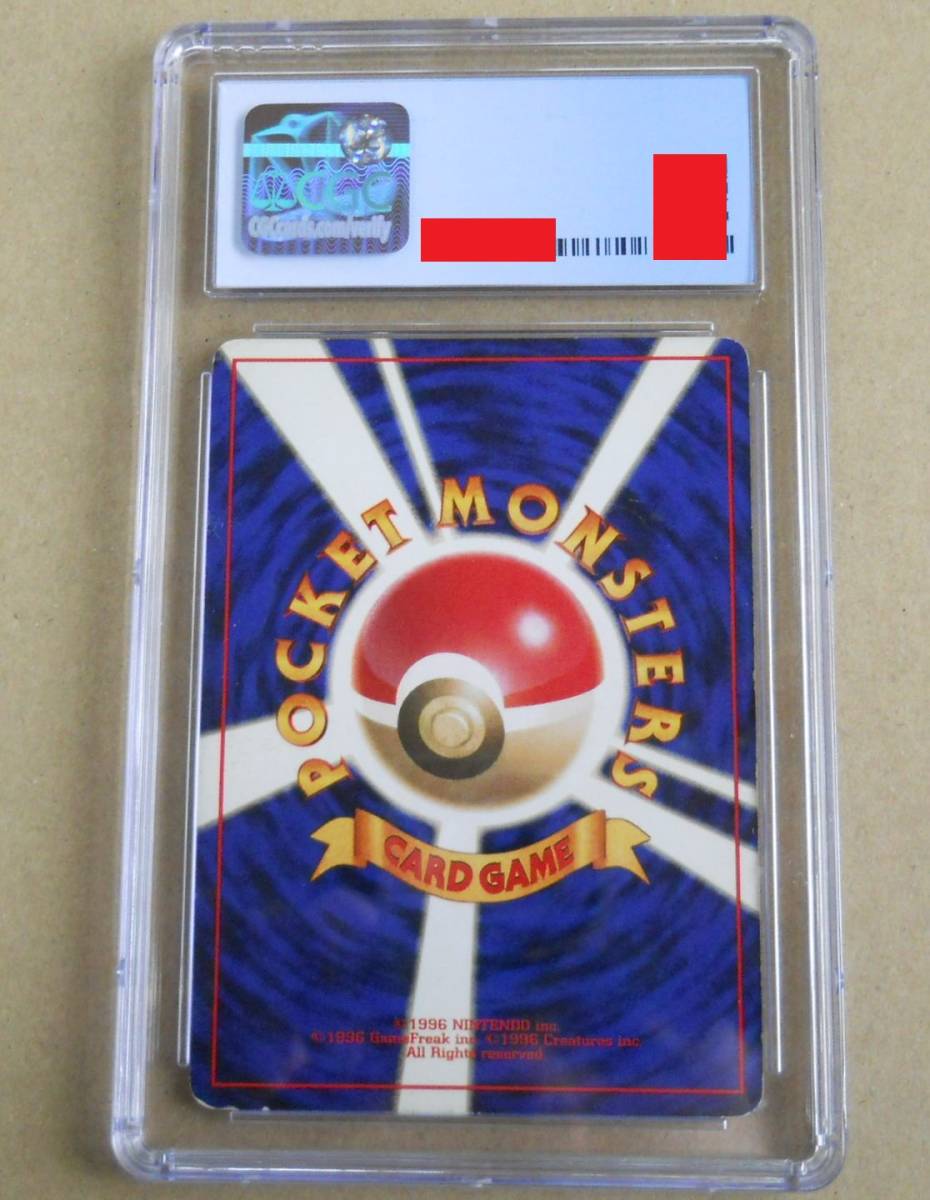 CGC
CGCcards.com/verify
POCKET MONSTERS
CARD GAME
©1996 NINTENDO inc.
©1996 GameFreak inc. ©1996 Creatures inc.
All Rights reserved.